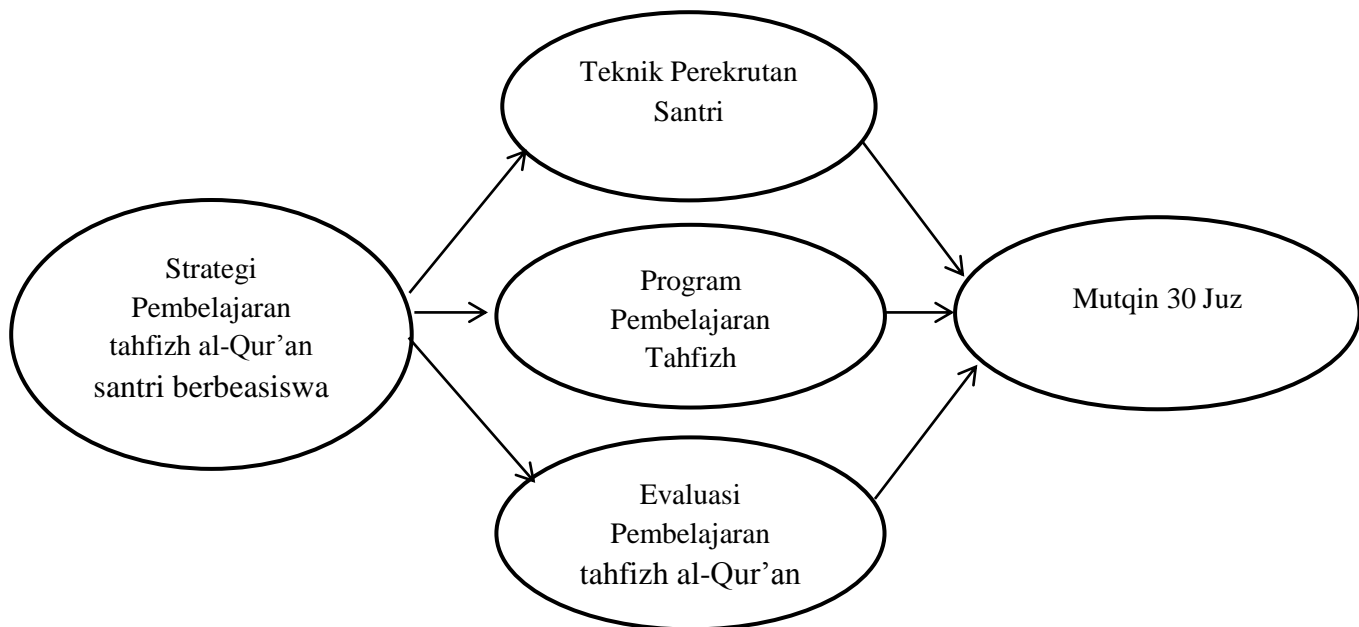 Teknik Perekrutan
Santri
Strategi
Pembelajaran
tahfizh al-Qur’an
santri berbeasiswa
Program
Pembelajaran
Tahfizh
Mutqin 30 Juz
Evaluasi
Pembelajaran
tahfizh al-Qur’an